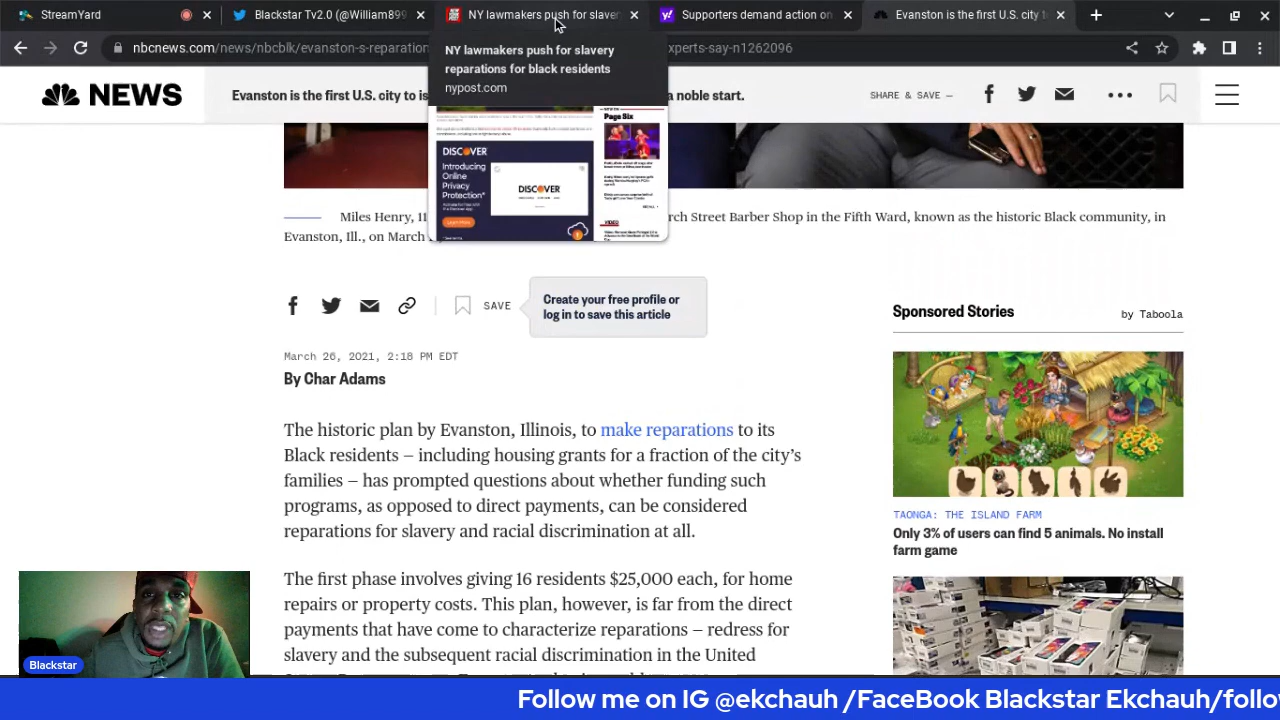 StreamYard
Blackstar Tv2.0 (@William899
NY lawmakers push for slaver
Supporters demand action on
Evanston is the first U.S. city to
nbcnews.com/news/nbcblk/evanston-s-reparation
xperts-say-n1262096
NY lawmakers push for slavery
reparations for black residents
nypost.com
NEWS
Evanston is the first U.S. city to is
a noble start.
SHARE & SAVE —
Page Six
DISCOVER
Introducing
Online
Privacy
Protection*
DISCOVER
VIDEO
Miles Henry, 11
rch Street Barber Shop in the Fifth Ward, known as the historic Black community
Evanston, Ill., on March
SAVE
Create your free profile or
log in to save this article
March 26, 2021, 2:18 PM EDT
By Char Adams
The historic plan by Evanston, Illinois, to make reparations to its
Black residents — including housing grants for a fraction of the city's
families — has prompted questions about whether funding such
programs, as opposed to direct payments, can be considered
reparations for slavery and racial discrimination at all.
The first phase involves giving 16 residents $25,000 each, for home
repairs or property costs. This plan, however, is far from the direct
payments that have come to characterize reparations — redress for
slavery and the subsequent racial discrimination in the United
Sponsored Stories
by Taboola
TAONGA: THE ISLAND FARM
Only 3% of users can find 5 animals. No install
farm game
Blackstar
Follow me on IG @ekchauh /FaceBook Blackstar Ekchauh/follo